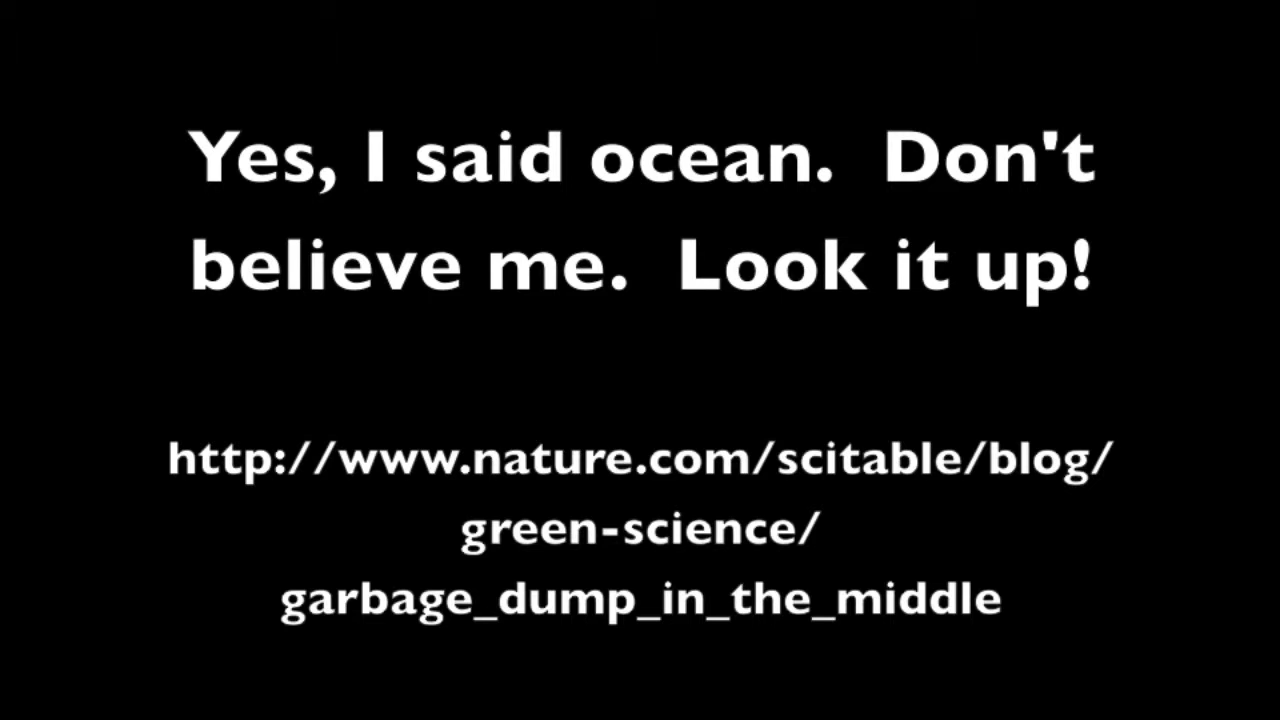 Yes, I said ocean.  Don't
believe me.  Look it up!
http://www.nature.com/scitable/blog/
green-science/
garbage_dump_in_the_middle